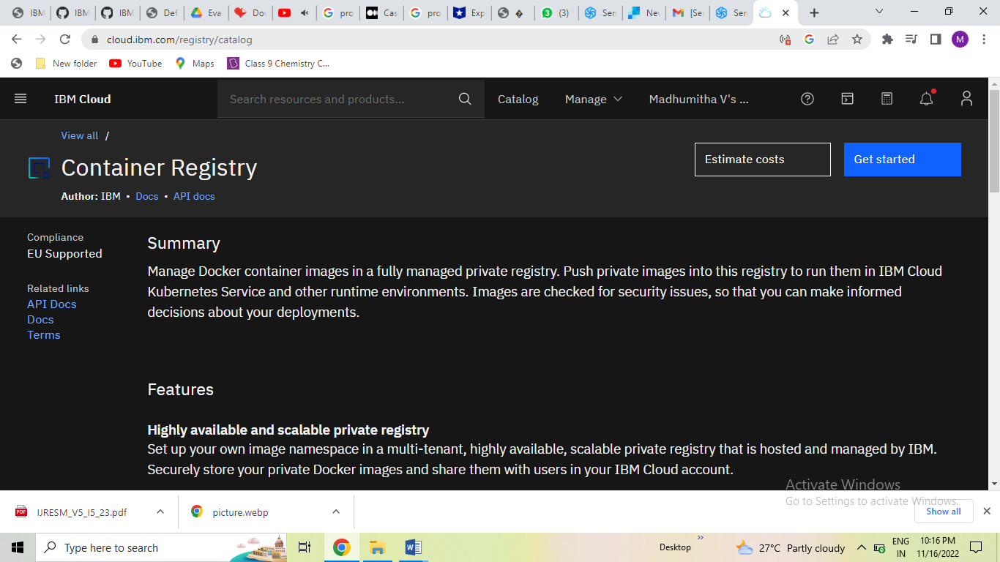 IBM
IBM
IBM
Def
Eva
Dov
pro
Cas
pro
Exp
(3)
Sen
Nev
[Se
Sen
cloud.ibm.com/registry/catalog
M
New folder
YouTube
Maps
Class 9 Chemistry C...
IBM Cloud
Search resources and products...
Catalog
Manage
Madhumitha V's ...
View all /
Container Registry
Estimate costs
Get started
Author: IBM • Docs • API docs
Compliance
EU Supported
Related links
API Docs
Docs
Terms
Summary
Manage Docker container images in a fully managed private registry. Push private images into this registry to run them in IBM Cloud
Kubernetes Service and other runtime environments. Images are checked for security issues, so that you can make informed
decisions about your deployments.
Features
Highly available and scalable private registry
Set up your own image namespace in a multi-tenant, highly available, scalable private registry that is hosted and managed by IBM.
Securely store your private Docker images and share them with users in your IBM Cloud account.
Activate Windows
Go to Settings to activate Windows.
PDF
IJRESM_V5_I5_23.pdf
picture.webp
Show all
Type here to search
Desktop
27°C Partly cloudy
ENG
IN
10:16 PM
11/16/2022